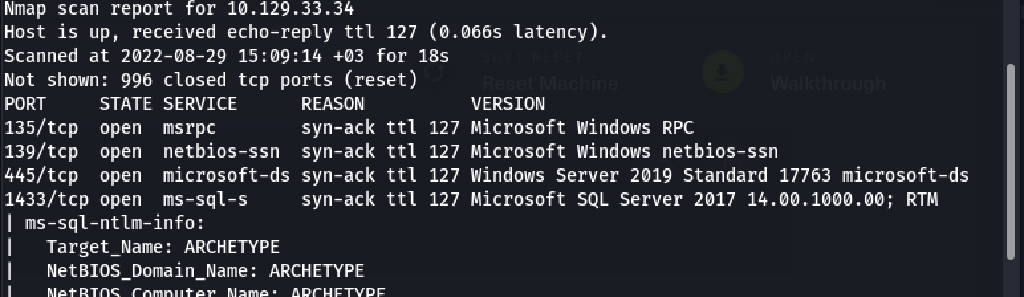 Nmap scan report for 10.129.33.34
Host is up, received echo-reply ttl 127 (0.066s latency).
Scanned at 2022-08-29 15:09:14 +03 for 18s
SOFT RESET
OPEN
Not shown: 996 closed tcp ports (reset)
Reset Machine
Walkthrough
PORT     STATE SERVICE      REASON          VERSION
135/tcp  open  msrpc        syn-ack ttl 127 Microsoft Windows RPC
139/tcp  open  netbios-ssn  syn-ack ttl 127 Microsoft Windows netbios-ssn
445/tcp  open  microsoft-ds syn-ack ttl 127 Windows Server 2019 Standard 17763 microsoft-ds
1433/tcp open  ms-sql-s     syn-ack ttl 127 Microsoft SQL Server 2017 14.00.1000.00; RTM
| ms-sql-ntlm-info:
|   Target_Name: ARCHETYPE
|   NetBIOS_Domain_Name: ARCHETYPE
|   NetBIOS_Computer_Name: ARCHETYPE